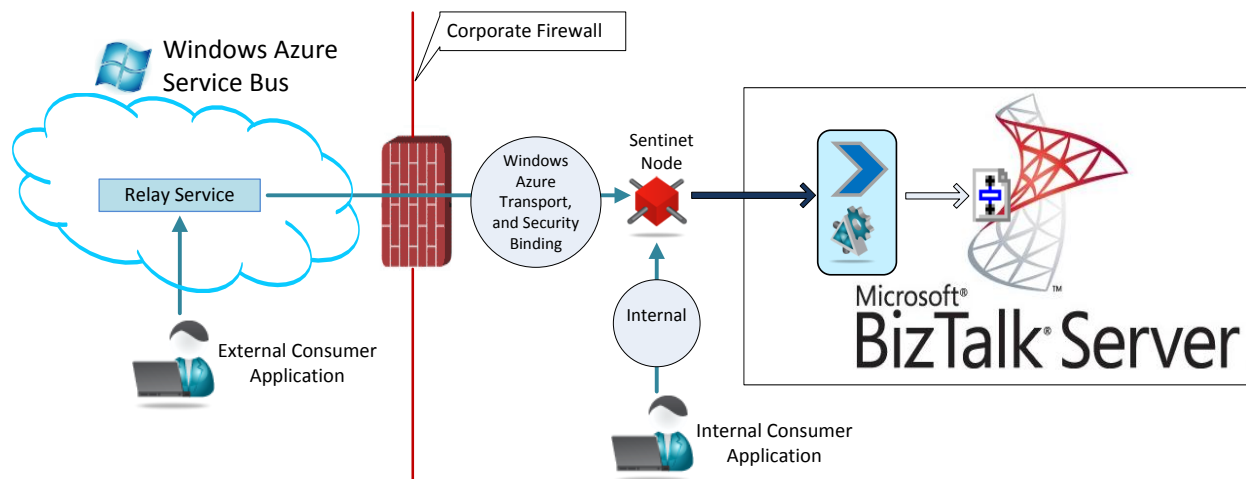 Windows Azure
Service Bus
Corporate Firewall
Relay Service
Windows
Azure
Transport,
and Security
Binding
Sentinet
Node
External Consumer
Application
Internal
Internal Consumer
Application
Microsoft®
BizTalk® Server
™